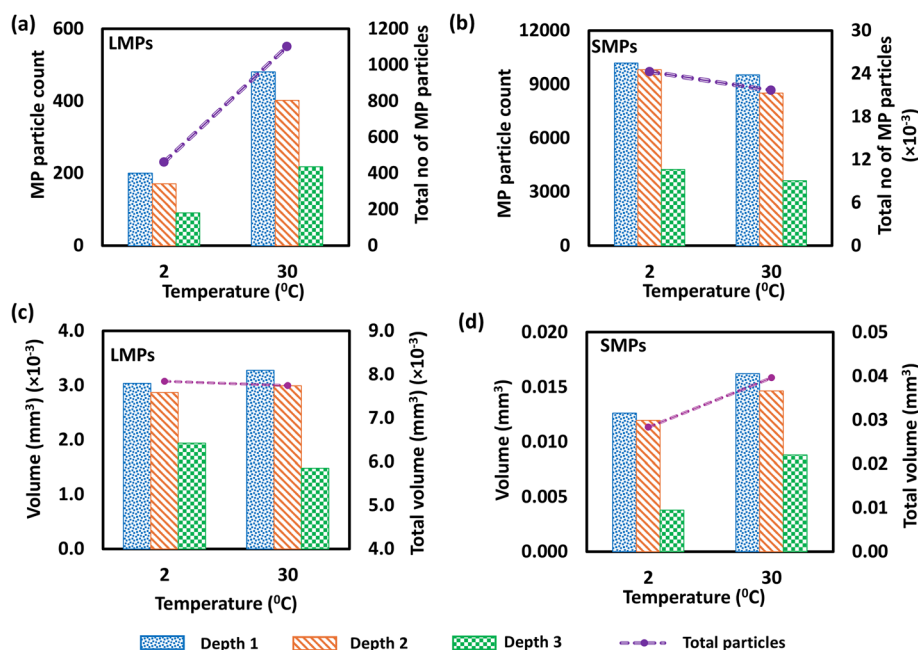 (a)
LMPs
MP particle count
600
400
200
0
1200
1000
800
600
400
200
0
Total no of MP particles
2
30
Temperature (⁰C)
(b)
SMPs
MP particle count
12000
9000
6000
3000
0
30
24
18
12
6
0
Total no of MP particles
(×10⁻³)
2
30
Temperature (⁰C)
(c)
LMPs
Volume (mm³) (×10⁻³)
4.0
3.0
2.0
1.0
0.0
9.0
8.0
7.0
6.0
5.0
4.0
Total volume (mm³) (×10⁻³)
2
30
Temperature (⁰C)
(d)
SMPs
Volume (mm³)
0.020
0.015
0.010
0.005
0.000
0.05
0.04
0.03
0.02
0.01
0.00
Total volume (mm³)
2
30
Temperature (⁰C)
Depth 1
Depth 2
Depth 3
Total particles